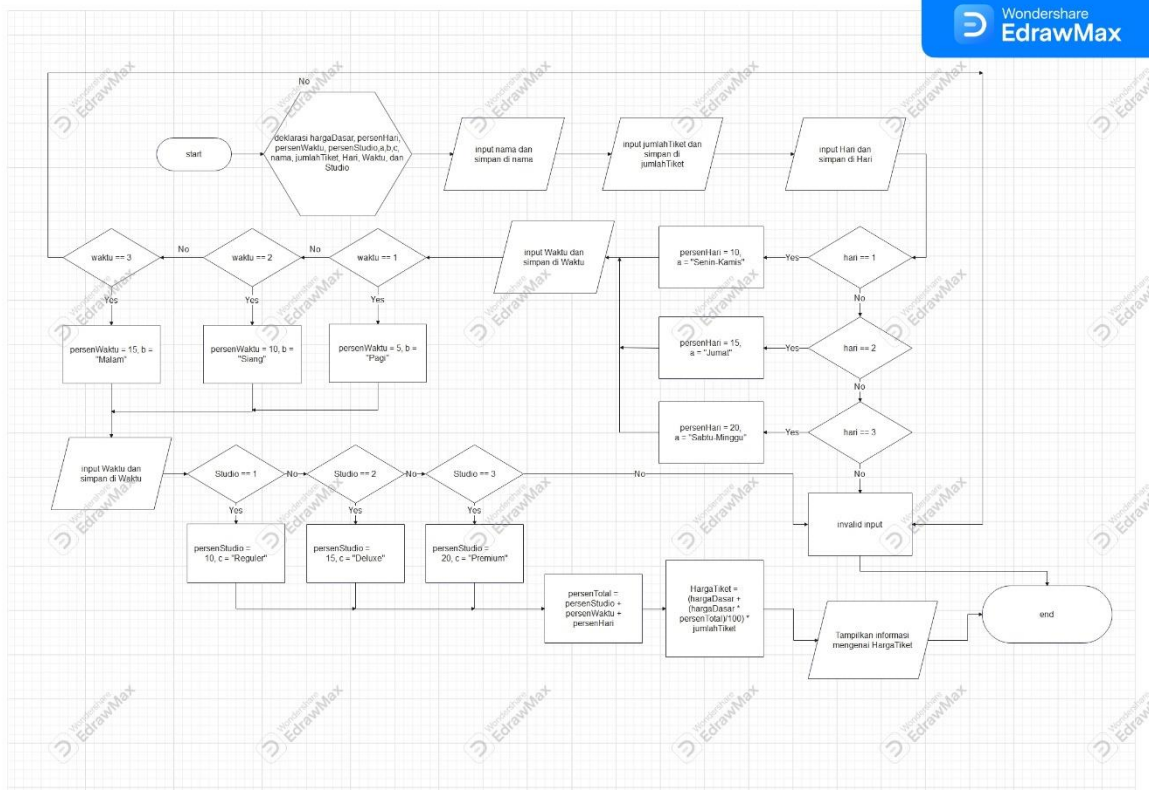 Wondershare
EdrawMax
No
start
deklarasi hargaDasar, persenHari,
persenWaktu, persenStudio,a,b,c,
nama, jumlahTiket, Hari, Waktu, dan
Studio
input nama dan
simpan di nama
input jumlahTiket dan
simpan di
jumlahTiket
input Hari dan
simpan di Hari
waktu == 3
No
waktu == 2
No
waktu == 1
input Waktu dan
simpan di Waktu
persenHari = 10,
a = "Senin-Kamis"
Yes
hari == 1
Yes
Yes
Yes
No
persenWaktu = 15, b =
"Malam"
persenWaktu = 10, b =
"Siang"
persenWaktu = 5, b =
"Pagi"
persenHari = 15,
a = "Jumat"
Yes
hari == 2
No
persenHari = 20,
a = "Sabtu-Minggu"
Yes
hari == 3
No
input Waktu dan
simpan di Waktu
Studio == 1
No
Studio == 2
No
Studio == 3
No
Yes
Yes
Yes
invalid input
persenStudio =
10, c = "Reguler"
persenStudio =
15, c = "Deluxe"
persenStudio =
20, c = "Premium"
persenTotal =
persenStudio +
persenWaktu +
persenHari
HargaTiket =
(hargaDasar +
(hargaDasar *
persenTotal)/100) *
jumlahTiket
Tampilkan informasi
mengenai HargaTiket
end